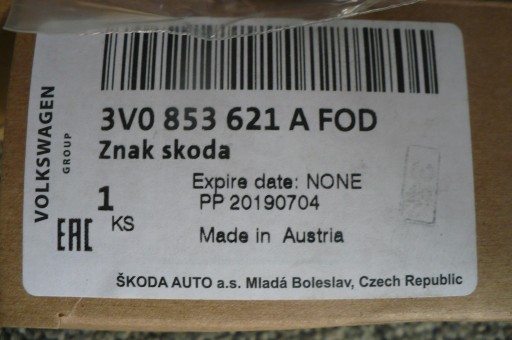 VOLKSWAGEN
GROUP
3V0 853 621 A FOD
Znak skoda
1 KS
Expire date: NONE
PP 20190704
EAC
Made in Austria
ŠKODA AUTO a.s. Mladá Boleslav, Czech Republic